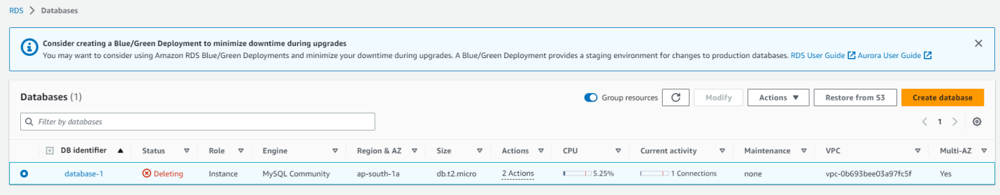 RDS > Databases
Consider creating a Blue/Green Deployment to minimize downtime during upgrades
You may want to consider using Amazon RDS Blue/Green Deployments and minimize your downtime during upgrades. A Blue/Green Deployment provides a staging environment for changes to production databases. RDS User Guide Aurora User Guide
Databases (1) Group resources Modify Actions Restore from S3 Create database
Filter by databases 1
DB identifier Status Role Engine Region & AZ Size Actions CPU Current activity Maintenance VPC Multi-AZ
database-1 Deleting Instance MySQL Community ap-south-1a db.t2.micro 2 Actions 5.25% 1 Connections none vpc-0b693bee03a97fc5f Yes